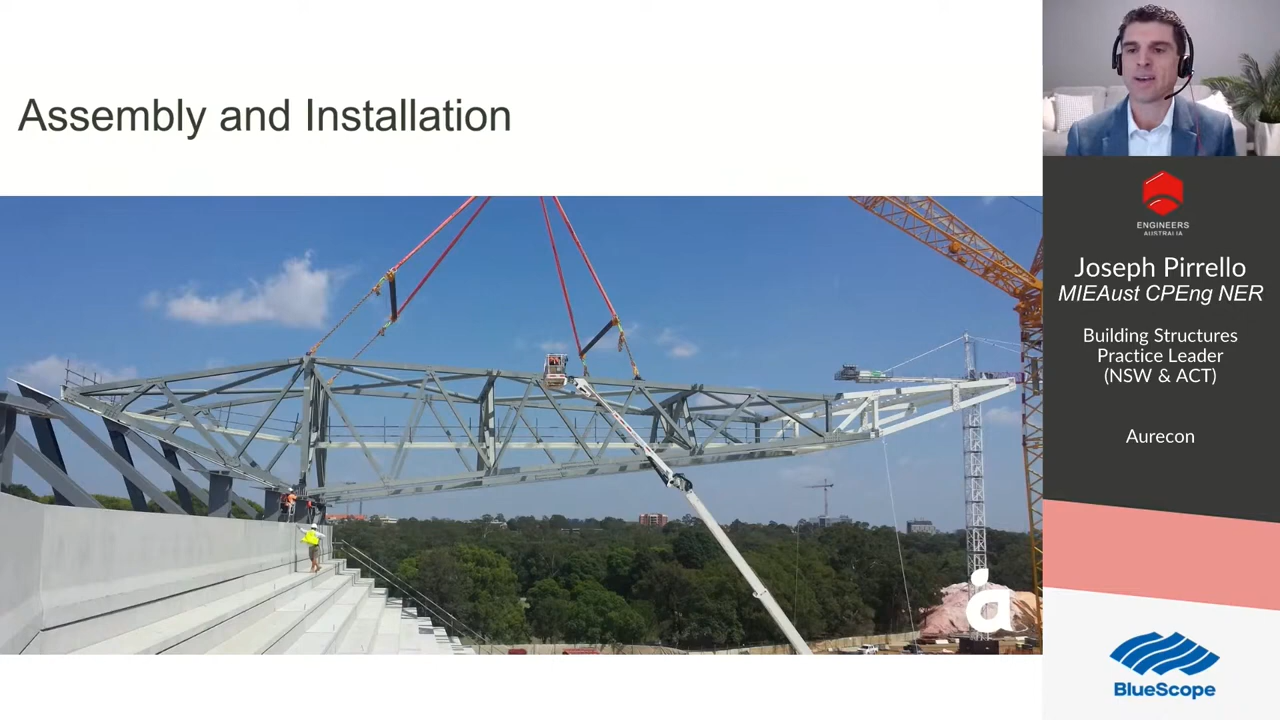 Assembly and Installation
ENGINEERS
AUSTRALIA
Joseph Pirrello
MIEAust CPEng NER
Building Structures
Practice Leader
(NSW & ACT)
Aurecon
a
BlueScope